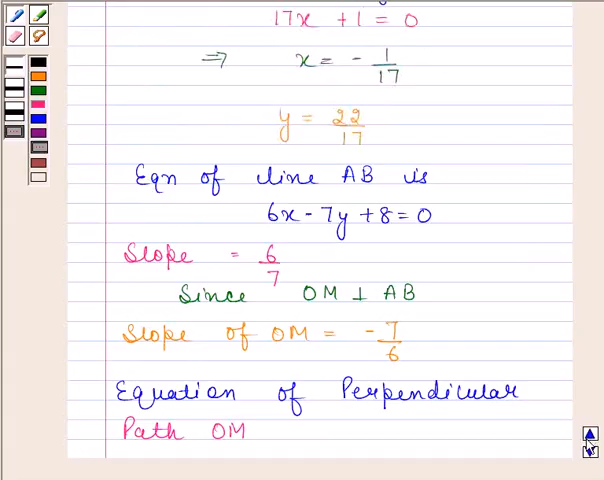 17x + 1 = 0
⇒ x = - 1/17
y = 22/17
Eqn of line AB is
6x - 7y + 8 = 0
Slope = 6/7
Since OM ⊥ AB
Slope of OM = - 7/6
Equation of Perpendicular
Path OM